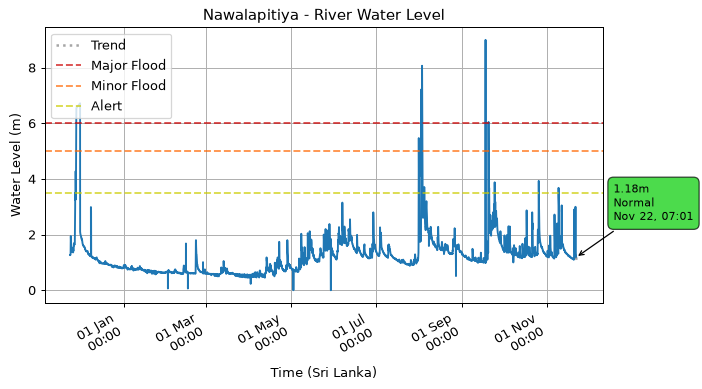 Nawalapitiya - River Water Level
Trend
Major Flood
Minor Flood
Alert
Water Level (m)
8
6
4
2
0
1.18m
Normal
Nov 22, 07:01
01 Jan
00:00
01 Mar
00:00
01 May
00:00
01 Jul
00:00
01 Sep
00:00
01 Nov
00:00
Time (Sri Lanka)